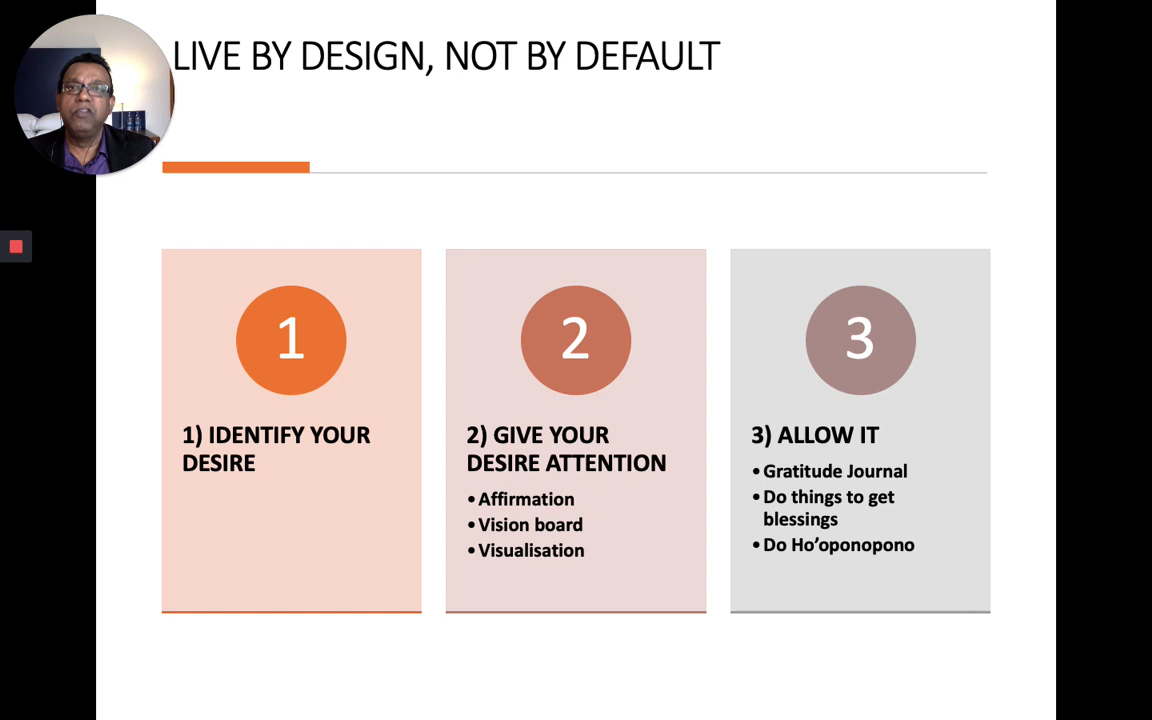 LIVE BY DESIGN, NOT BY DEFAULT
1
1) IDENTIFY YOUR
DESIRE
2
2) GIVE YOUR
DESIRE ATTENTION
• Affirmation
• Vision board
• Visualisation
3
3) ALLOW IT
• Gratitude Journal
• Do things to get
blessings
• Do Ho’oponopono